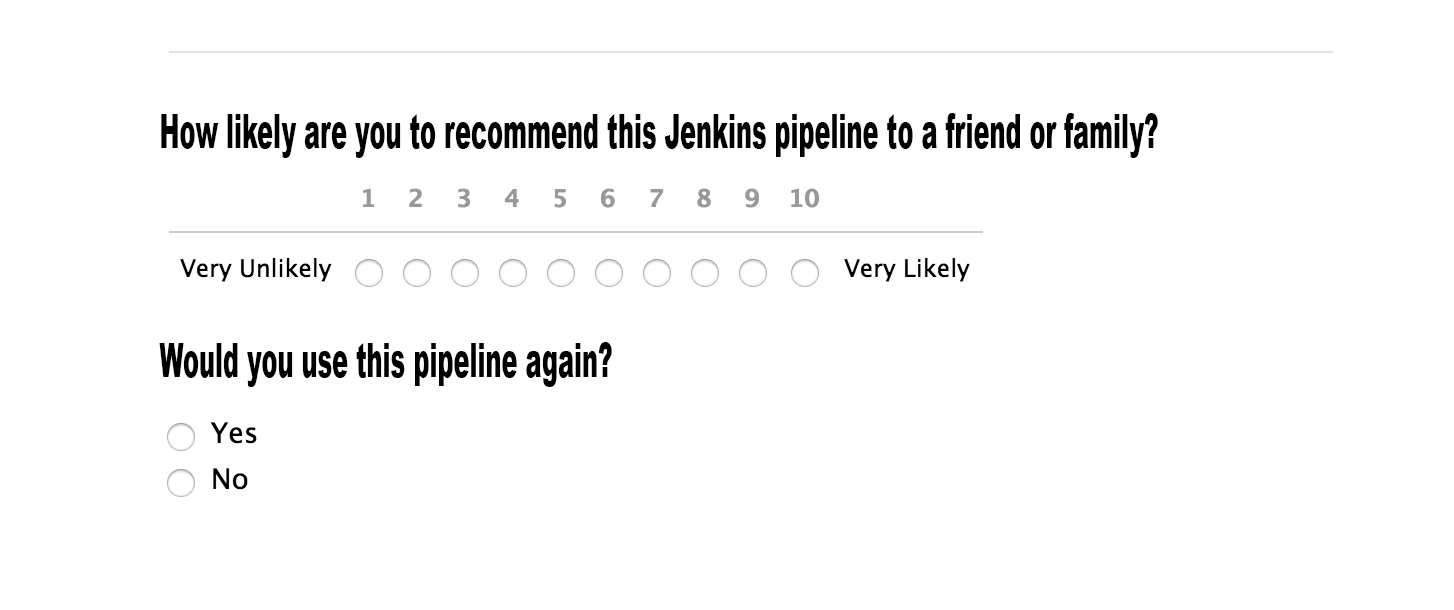 How likely are you to recommend this Jenkins pipeline to a friend or family?
1 2 3 4 5 6 7 8 9 10
Very Unlikely Very Likely
Would you use this pipeline again?
Yes
No